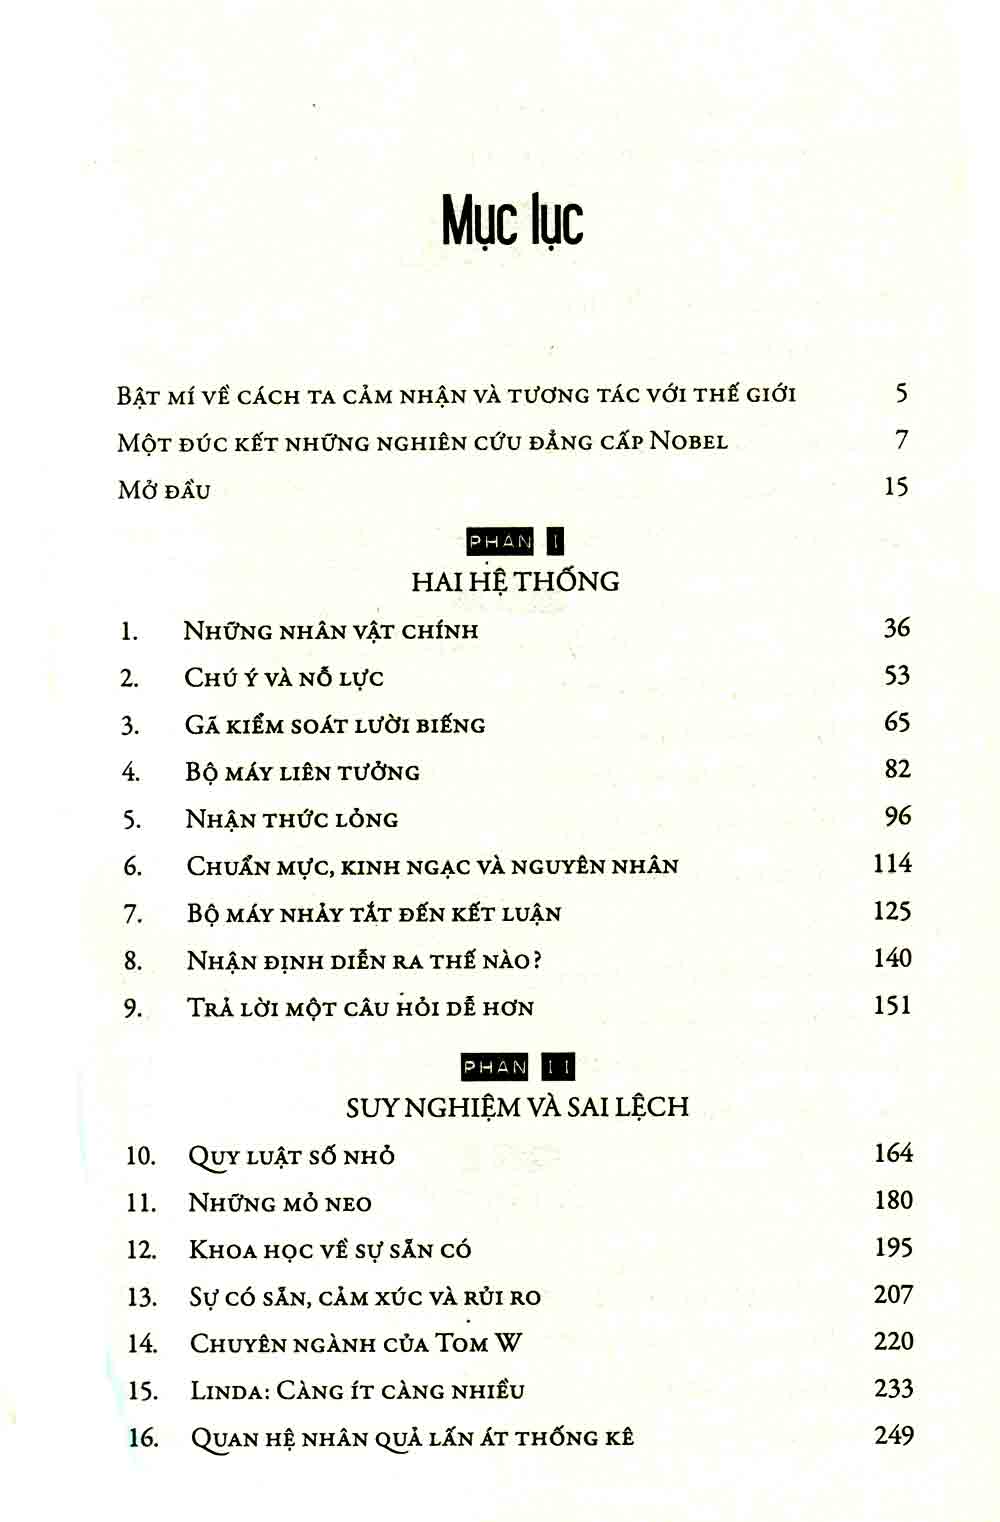 Mục lục
Bật mí về cách ta cảm nhận và tương tác với thế giới 5
Một đúc kết những nghiên cứu đẳng cấp Nobel 7
Mở đầu 15
PHẦN I
HAI HỆ THỐNG
1. Những nhân vật chính 36
2. Chú ý và nỗ lực 53
3. Gã kiểm soát lười biếng 65
4. Bộ máy liên tưởng 82
5. Nhận thức lỏng 96
6. Chuẩn mực, kinh ngạc và nguyên nhân 114
7. Bộ máy nhảy tắt đến kết luận 125
8. Nhận định diễn ra thế nào? 140
9. Trả lời một câu hỏi dễ hơn 151
PHẦN II
SUY NGHIỆM VÀ SAI LỆCH
10. Quy luật số nhỏ 164
11. Những mỏ neo 180
12. Khoa học về sự sẵn có 195
13. Sự có sẵn, cảm xúc và rủi ro 207
14. Chuyên ngành của Tom W 220
15. Linda: Càng ít càng nhiều 233
16. Quan hệ nhân quả lấn át thống kê 249